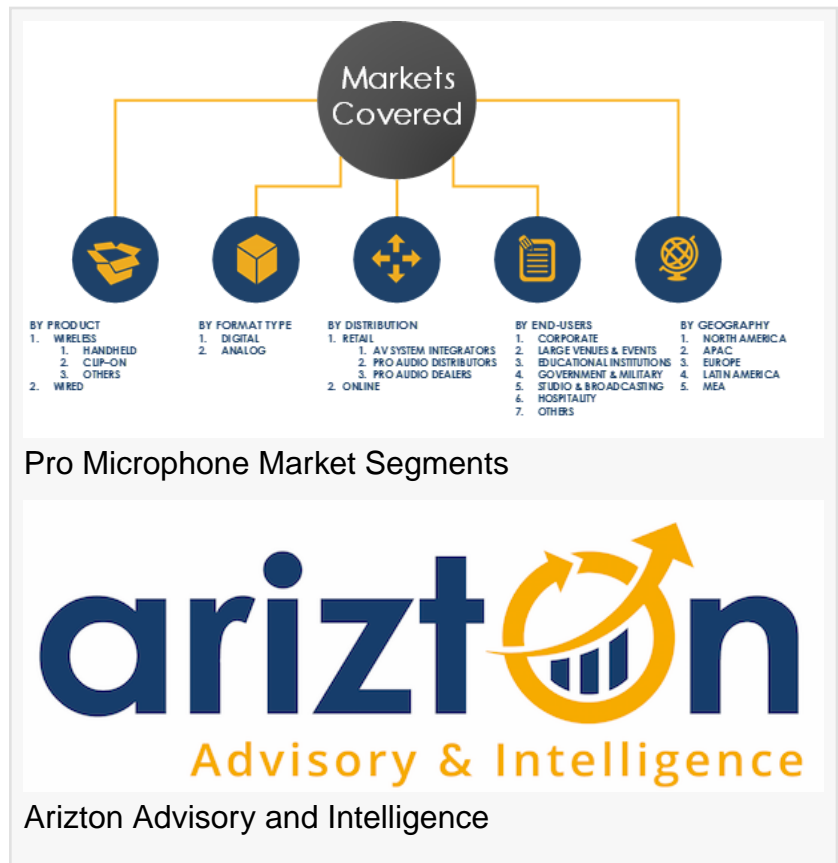 Markets
Covered
BY PRODUCT
1. WIRELESS
1. HANDHELD
2. CLIP-ON
3. OTHERS
2. WIRED
BY FORMAT TYPE
1. DIGITAL
2. ANALOG
BY DISTRIBUTION
1. RETAIL
1. AV SYSTEM INTEGRATORS
2. PRO AUDIO DISTRIBUTORS
3. PRO AUDIO DEALERS
2. ONLINE
BY END-USERS
1. CORPORATE
2. LARGE VENUES & EVENTS
3. EDUCATIONAL INSTITUTIONS
4. GOVERNMENT & MILITARY
5. STUDIO & BROADCASTING
6. HOSPITALITY
7. OTHERS
BY GEOGRAPHY
1. NORTH AMERICA
2. APAC
3. EUROPE
4. LATIN AMERICA
5. MEA
Pro Microphone Market Segments
arizton
Advisory & Intelligence
Arizton Advisory and Intelligence